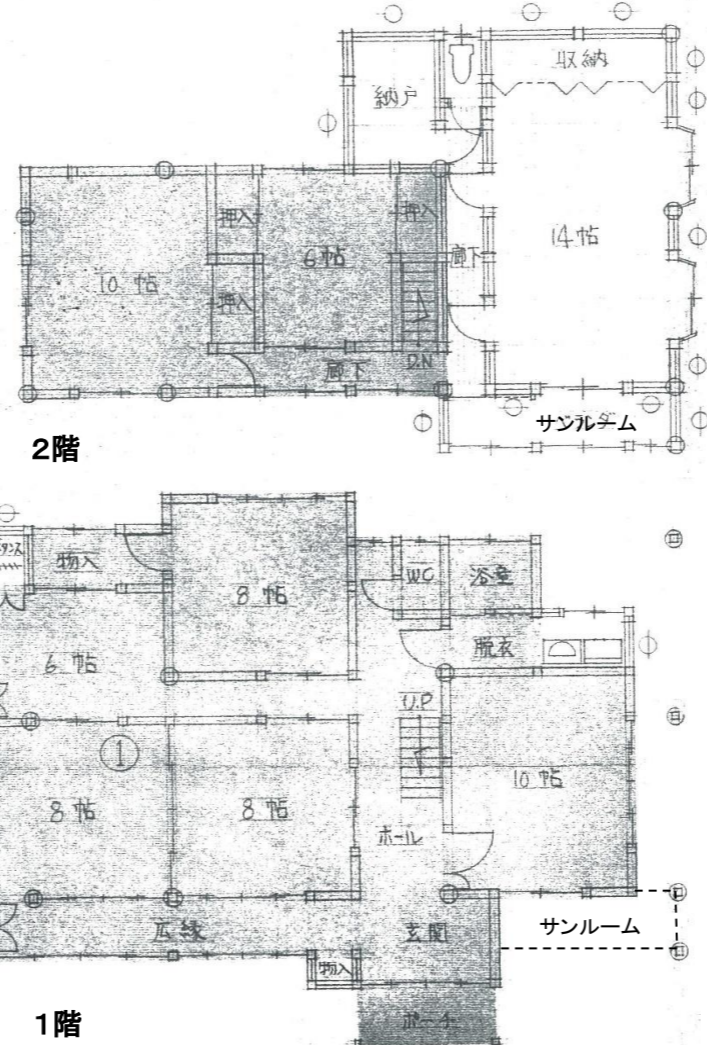 収納
納戸
押入
6帖
押入
14帖
廊下
10帖
押入
廊下
D.N
サンルーム
2階
物入
8帖
WC
浴室
脱衣
6帖
U.P
①
10帖
8帖
8帖
ホール
広縁
玄関
サンルーム
物入
ポーチ
1階